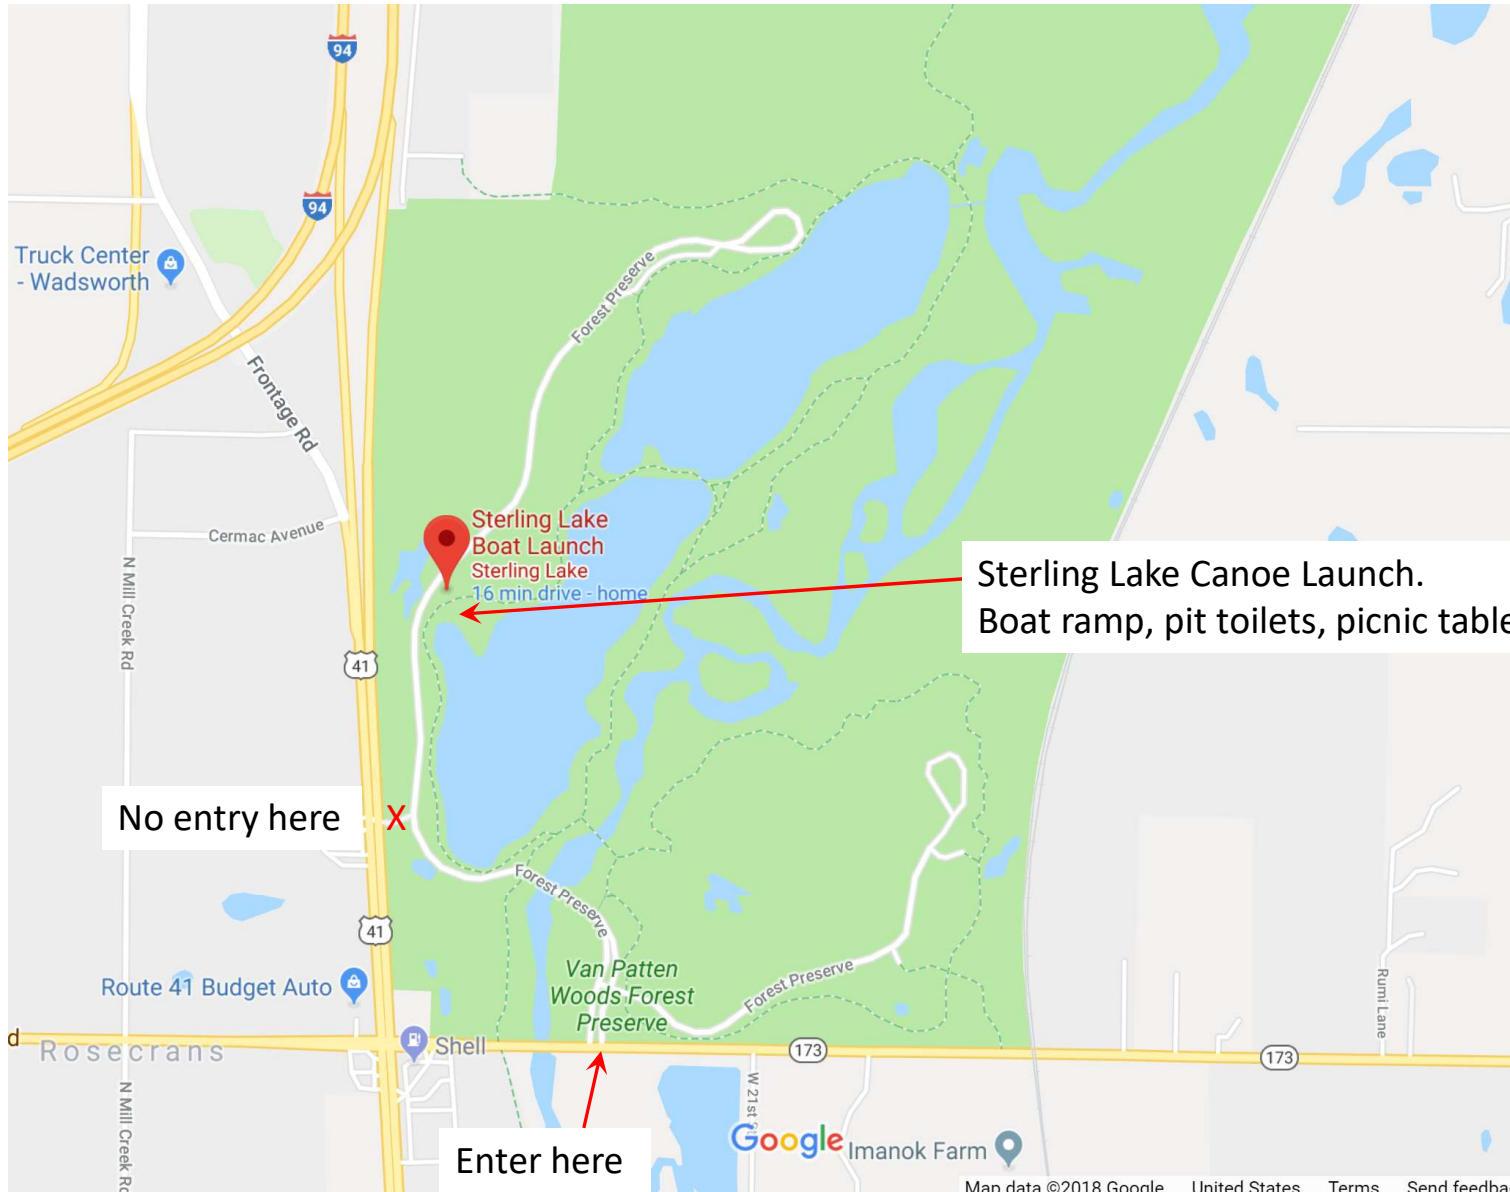 94
94
Truck Center
- Wadsworth
Forest Preserve
Frontage Rd
Cermac Avenue
N Mill Creek Rd
Sterling Lake
Boat Launch
Sterling Lake
16 min drive - home
Sterling Lake Canoe Launch.
Boat ramp, pit toilets, picnic table
41
No entry here
X
Forest Preserve
41
Route 41 Budget Auto
Van Patten
Woods Forest
Preserve
Forest Preserve
Rumi Lane
d
Rosecrans
Shell
173
173
N Mill Creek Rd
W 21st
Enter here
Google
Imanok Farm
Map data ©2018 Google United States Terms Send feedba